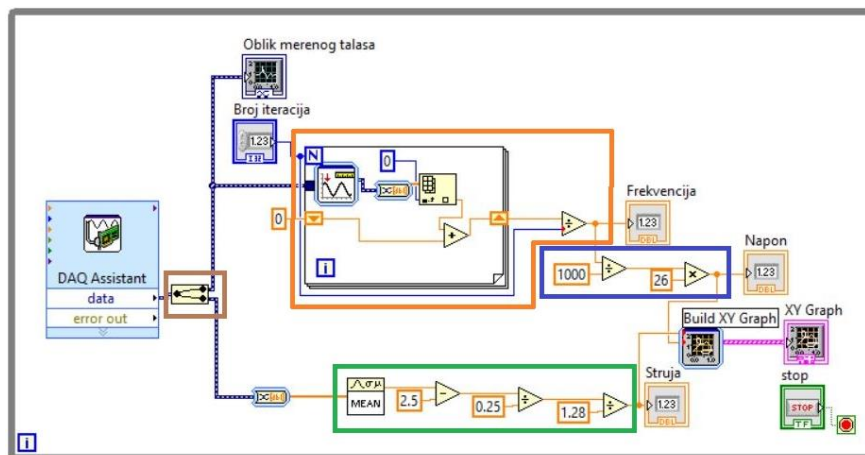 Oblik merenog talasa
Broj iteracija
1.23
N
0
0
i
DAQ Assistant
data
error out
Frekvencija
1.23
DBL
1000
26
Napon
1.23
DBL
Build XY Graph
XY Graph
MEAN
2.5
0.25
1.28
Struja
1.23
DBL
stop
STOP
TF
i